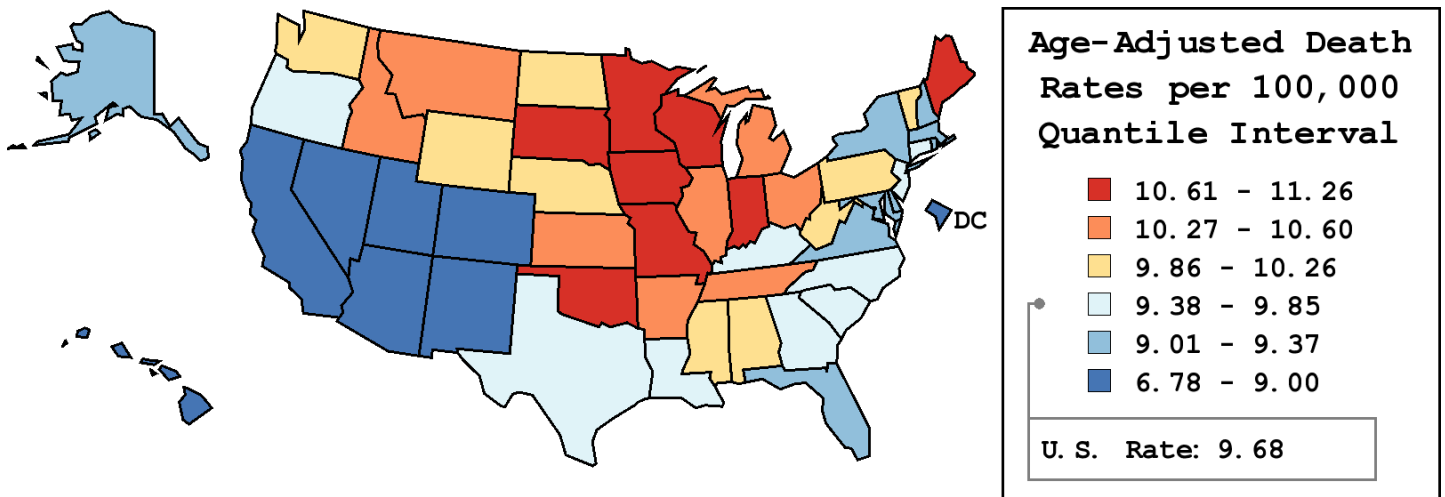 Age-Adjusted Death
Rates per 100,000
Quantile Interval
10.61 - 11.26
10.27 - 10.60
9.86 - 10.26
9.38 - 9.85
9.01 - 9.37
6.78 - 9.00
U.S. Rate: 9.68
DC